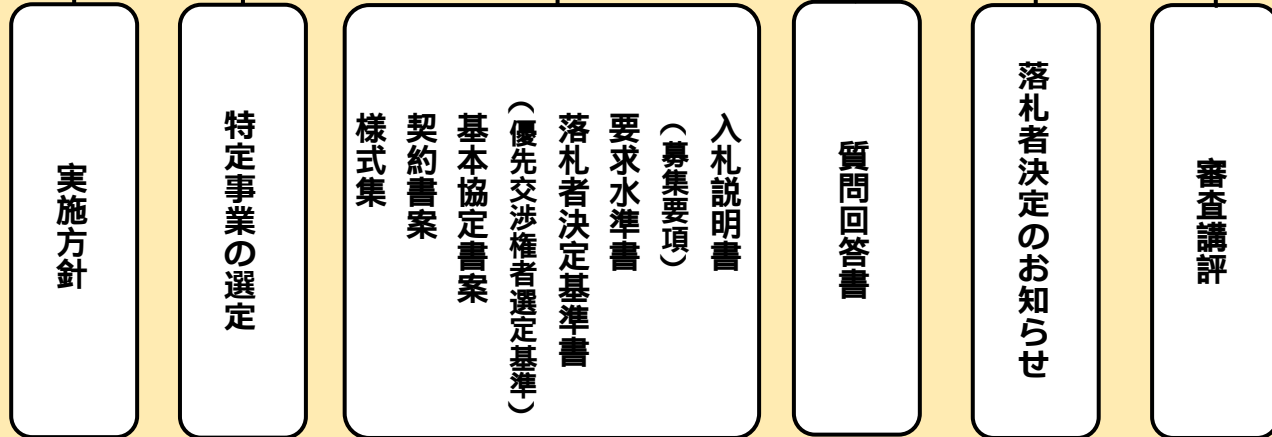 実施方針
特定事業の選定
入札説明書
（募集要項）
要求水準書
落札者決定基準書
（優先交渉権者選定基準）
基本協定書案
契約書案
様式集
質問回答書
落札者決定のお知らせ
審査講評